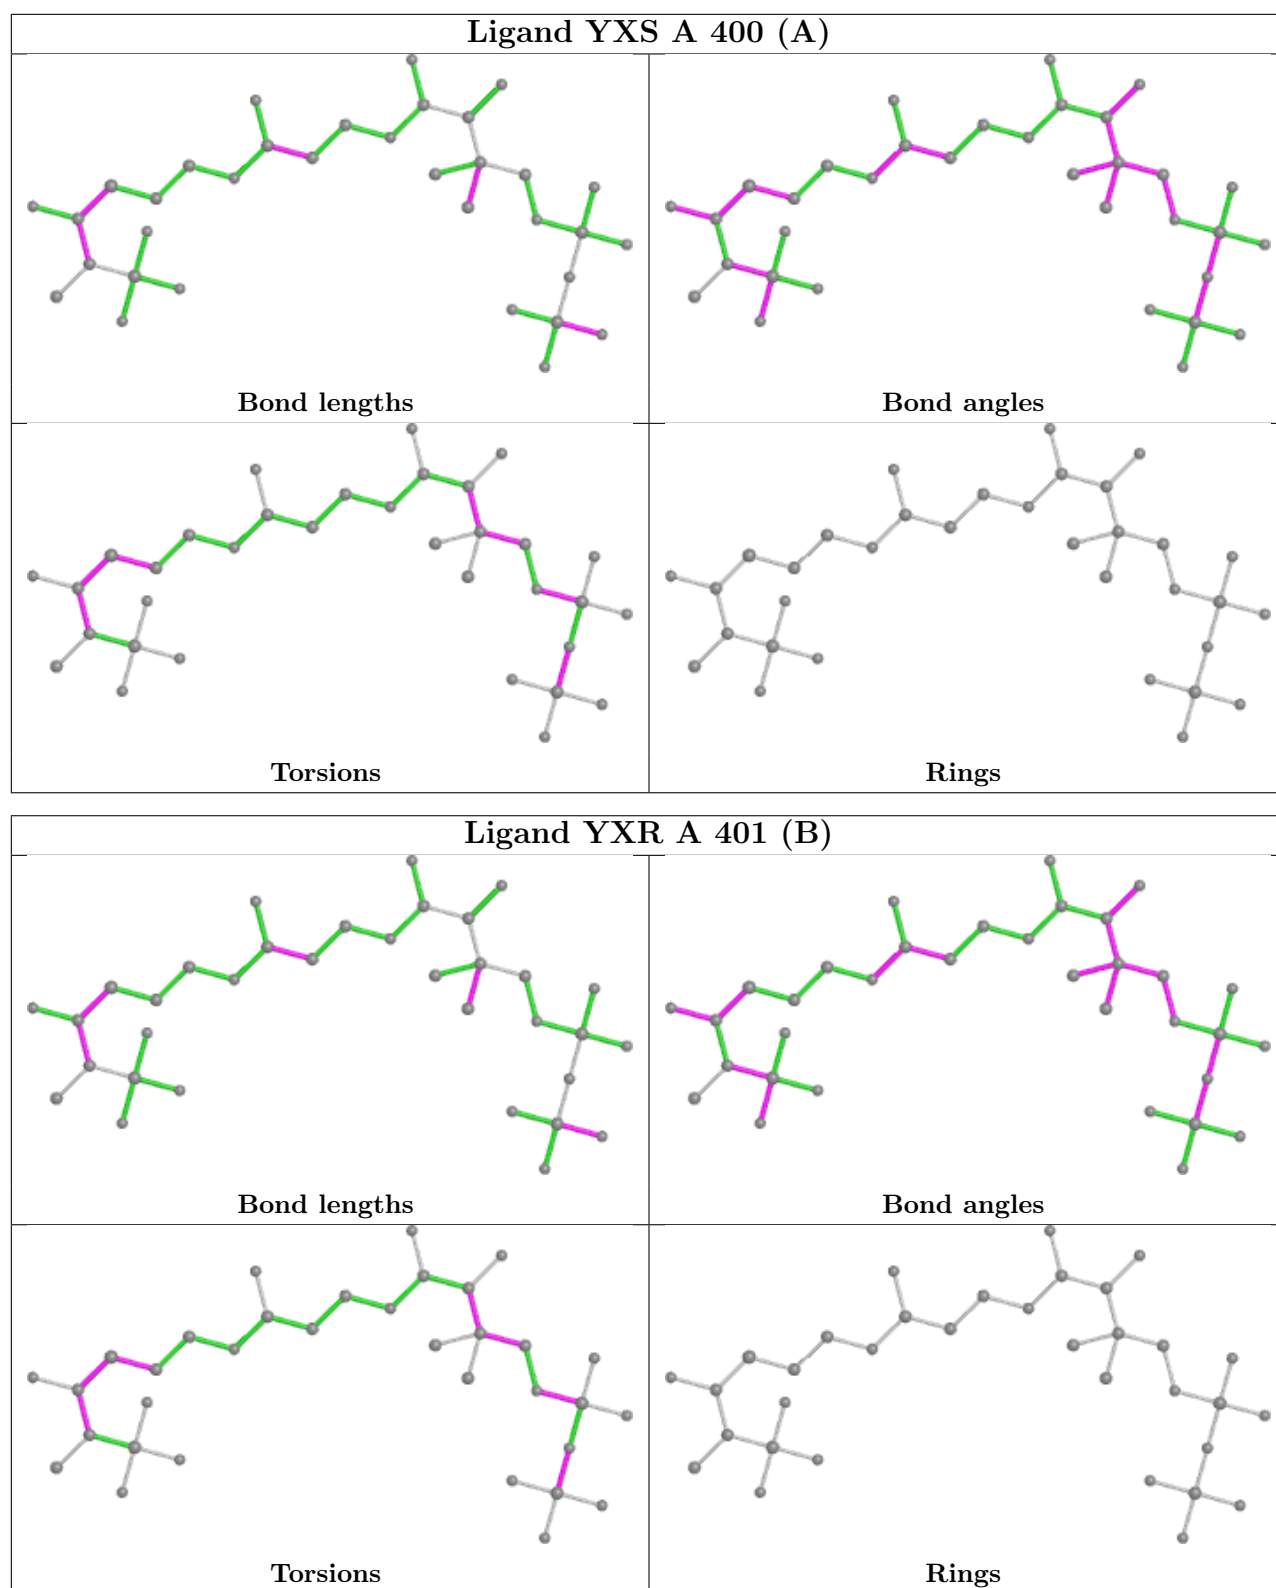 Ligand YXS A 400 (A)
Bond lengths
Bond angles
Torsions
Rings
Ligand YXR A 401 (B)
Bond lengths
Bond angles
Torsions
Rings